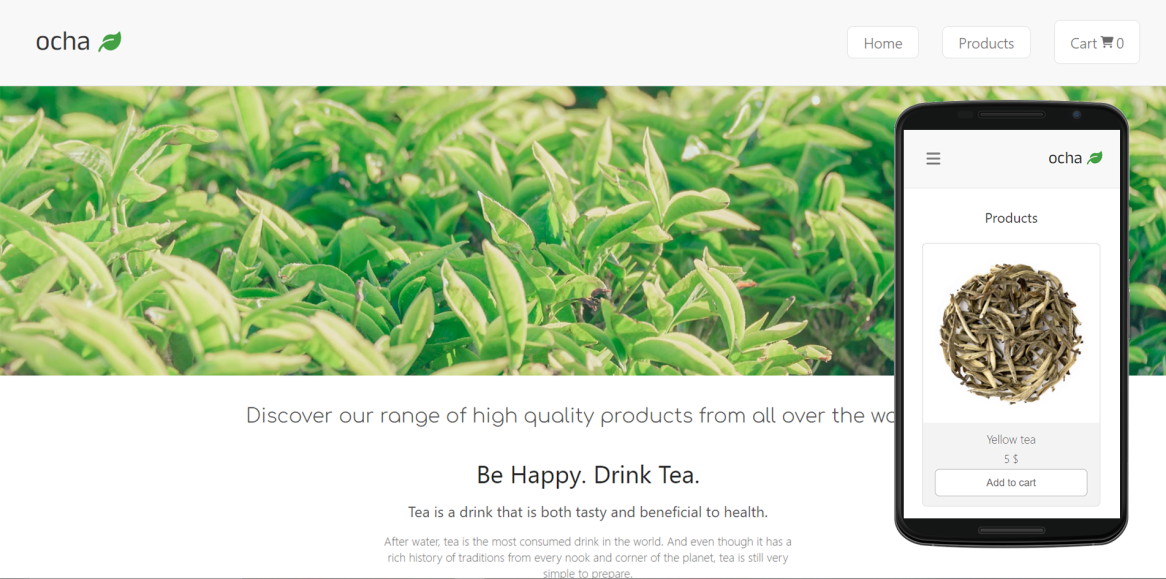 ocha
Home
Products
Cart 0
ocha
Products
Yellow tea
5 $
Add to cart
Discover our range of high quality products from all over the
Be Happy. Drink Tea.
Tea is a drink that is both tasty and beneficial to health.
After water, tea is the most consumed drink in the world. And even though it has a
rich history of traditions from every nook and corner of the planet, tea is still very
simple to prepare.